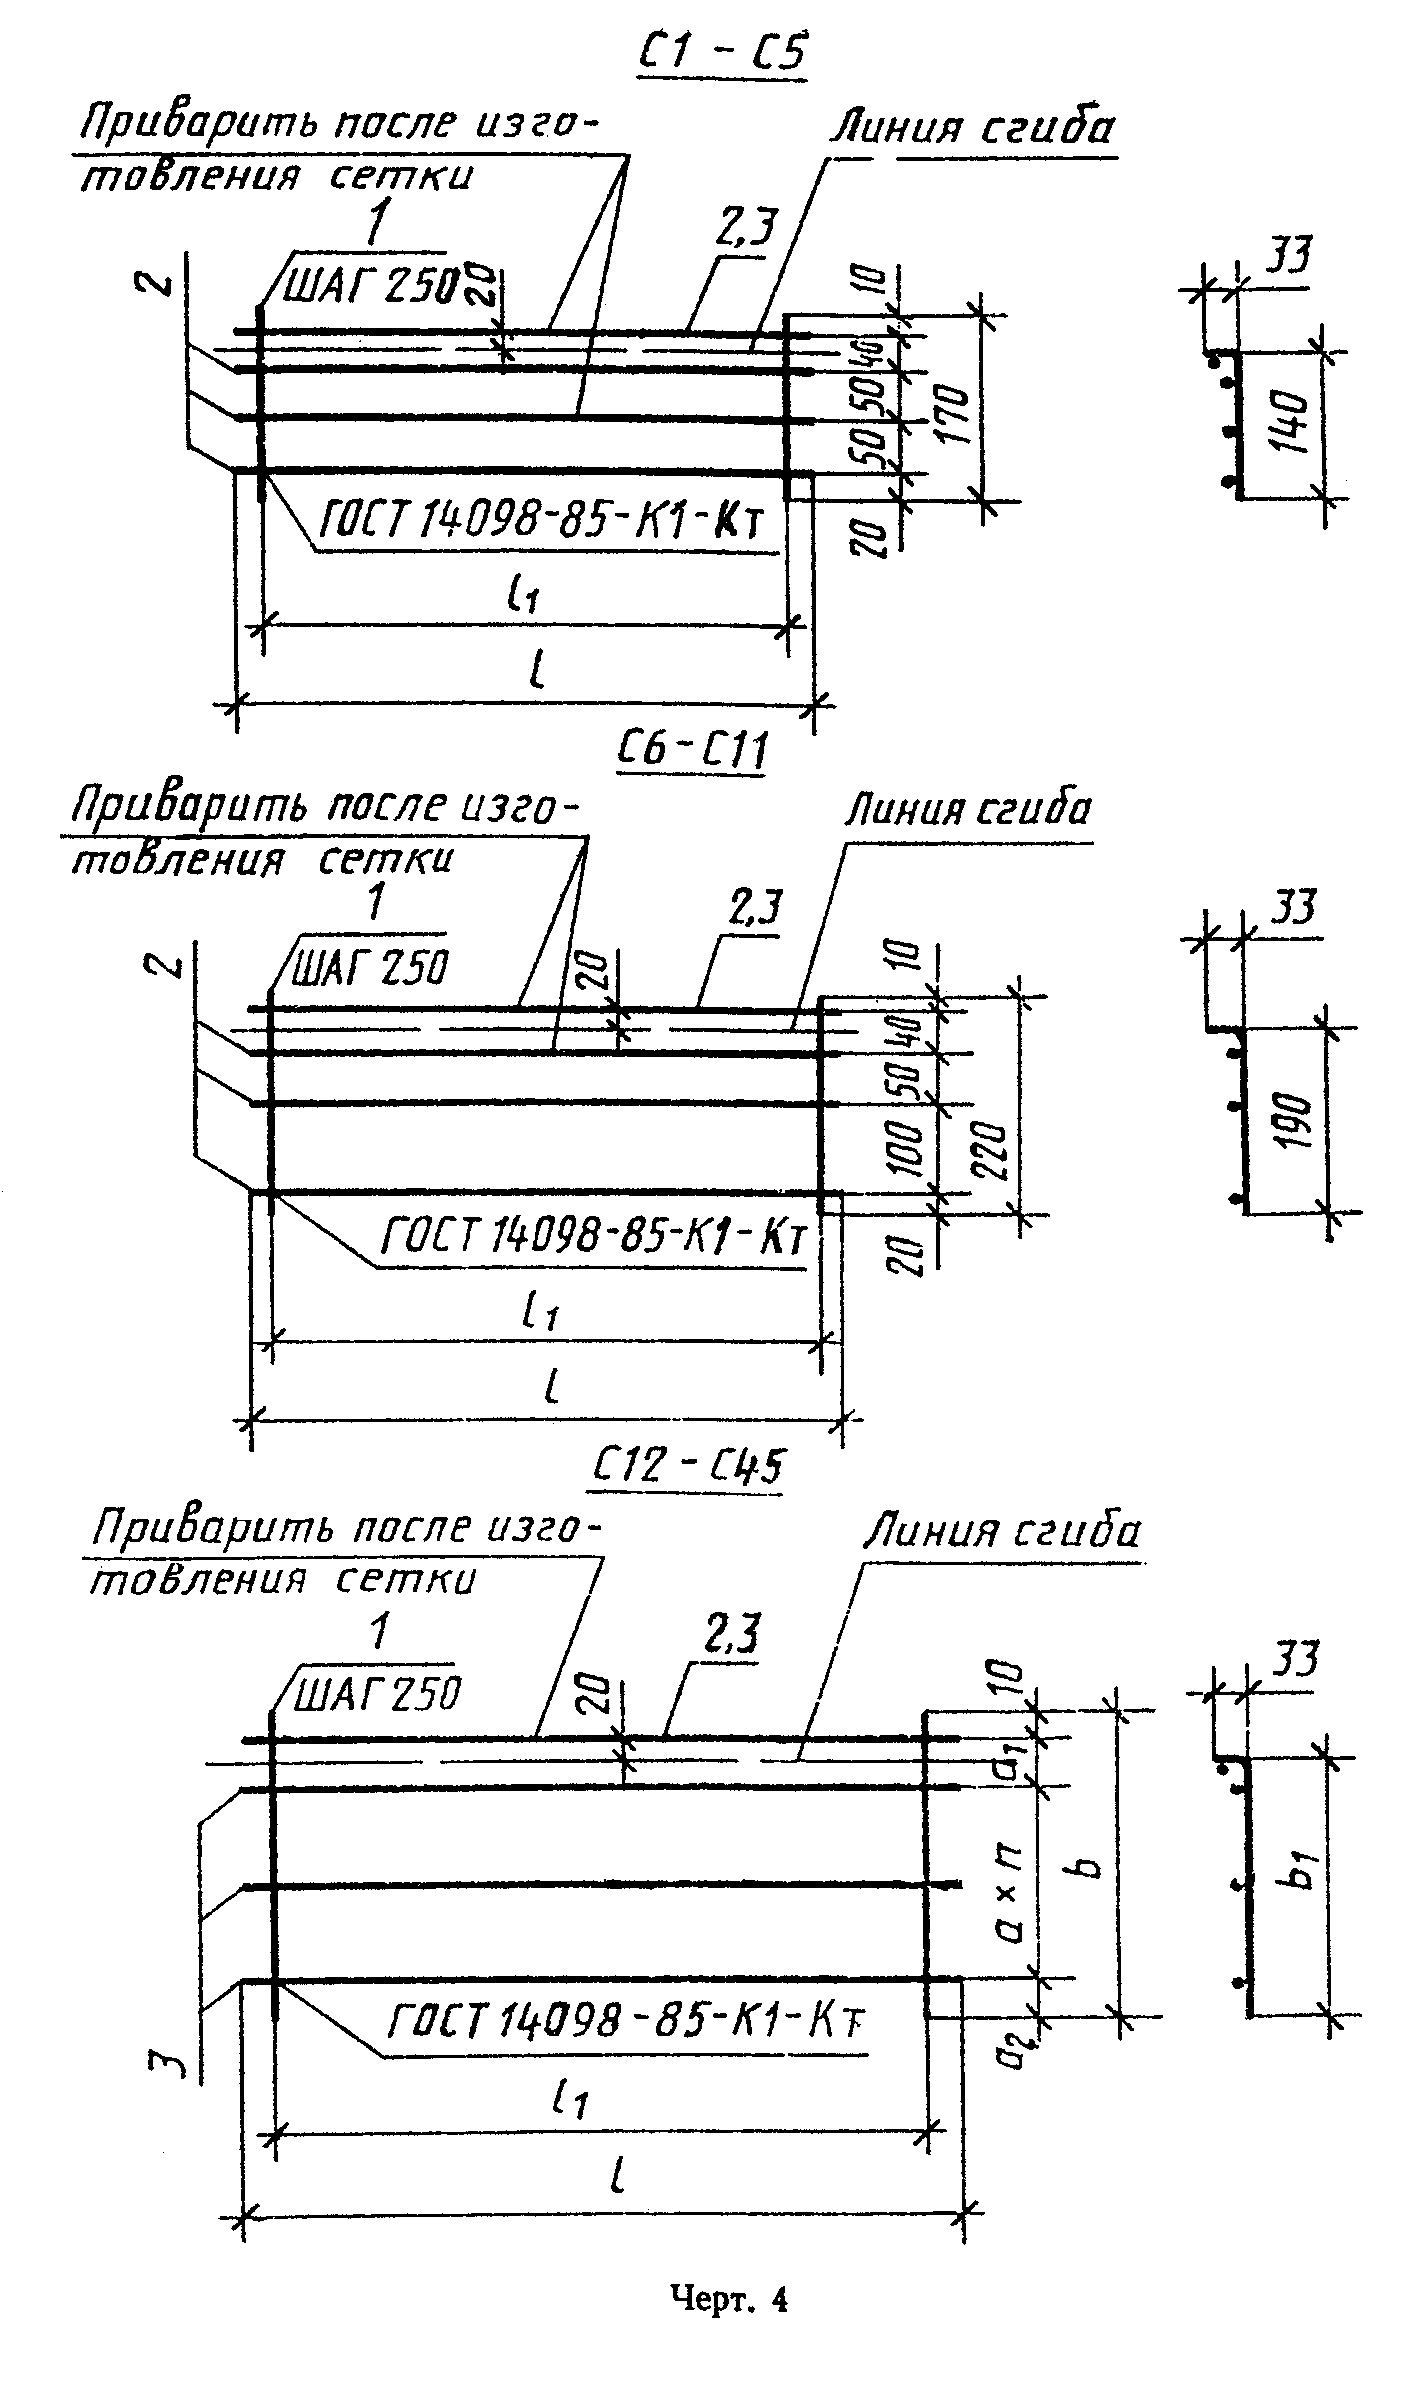 С1 - С5
Приварить после изго-
товления сетки
Линия сгиба
1
ШАГ 250
20
2,3
2
10
40
50
50
20
170
33
140
ГОСТ 14098-85-К1-Кт
l1
l
С6-С11
Приварить после изго-
товления сетки
Линия сгиба
1
ШАГ 250
20
2,3
2
10
40
50
100
20
220
33
190
ГОСТ 14098-85-К1-Кт
l1
l
С12 - С45
Приварить после изго-
товления сетки
Линия сгиба
1
ШАГ 250
20
2,3
3
10
a1
a × n
a2
b
33
b1
ГОСТ 14098-85-К1-Кт
l1
l
Черт. 4